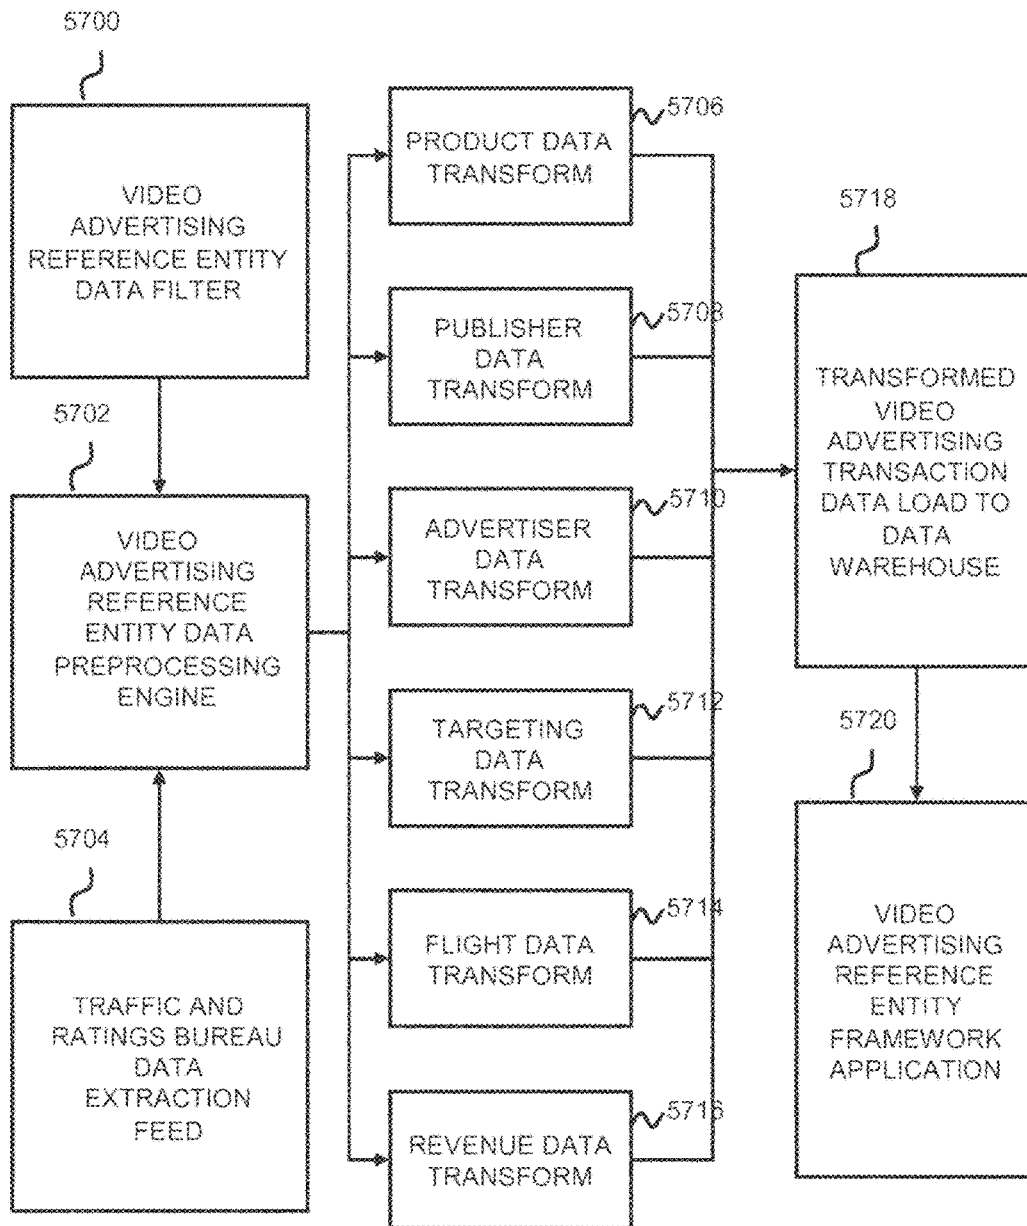 5700
VIDEO
ADVERTISING
REFERENCE ENTITY
DATA FILTER
5702
VIDEO
ADVERTISING
REFERENCE
ENTITY DATA
PREPROCESSING
ENGINE
5704
TRAFFIC AND
RATINGS BUREAU
DATA
EXTRACTION
FEED
5706
PRODUCT DATA
TRANSFORM
5708
PUBLISHER
DATA
TRANSFORM
5710
ADVERTISER
DATA
TRANSFORM
5712
TARGETING
DATA
TRANSFORM
5714
FLIGHT DATA
TRANSFORM
5716
REVENUE DATA
TRANSFORM
5718
TRANSFORMED
VIDEO
ADVERTISING
TRANSACTION
DATA LOAD TO
DATA
WAREHOUSE
5720
VIDEO
ADVERTISING
REFERENCE
ENTITY
FRAMEWORK
APPLICATION